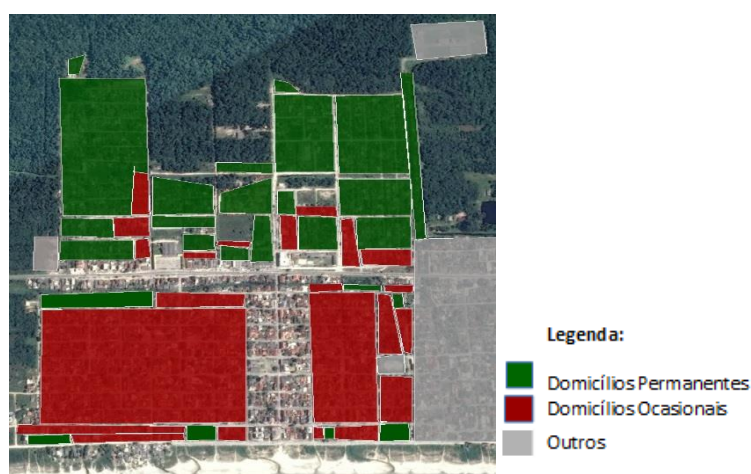 Legenda:
Domicílios Permanentes
Domicílios Ocasionais
Outros